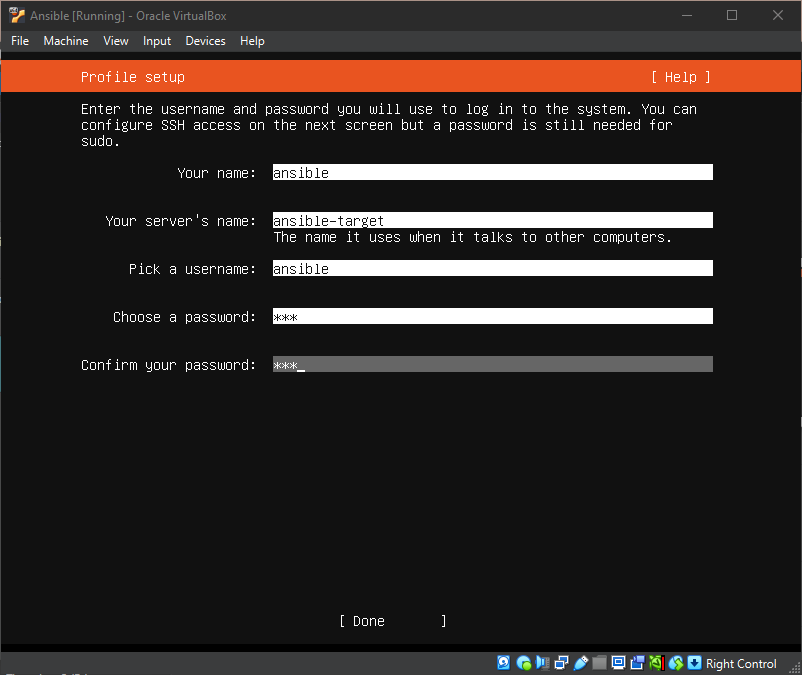 Ansible [Running] - Oracle VirtualBox
File Machine View Input Devices Help
Profile setup [ Help ]
Enter the username and password you will use to log in to the system. You can
configure SSH access on the next screen but a password is still needed for
sudo.
Your name: ansible
Your server's name: ansible-target
The name it uses when it talks to other computers.
Pick a username: ansible
Choose a password: ***
Confirm your password: ***_
[ Done ]
Right Control